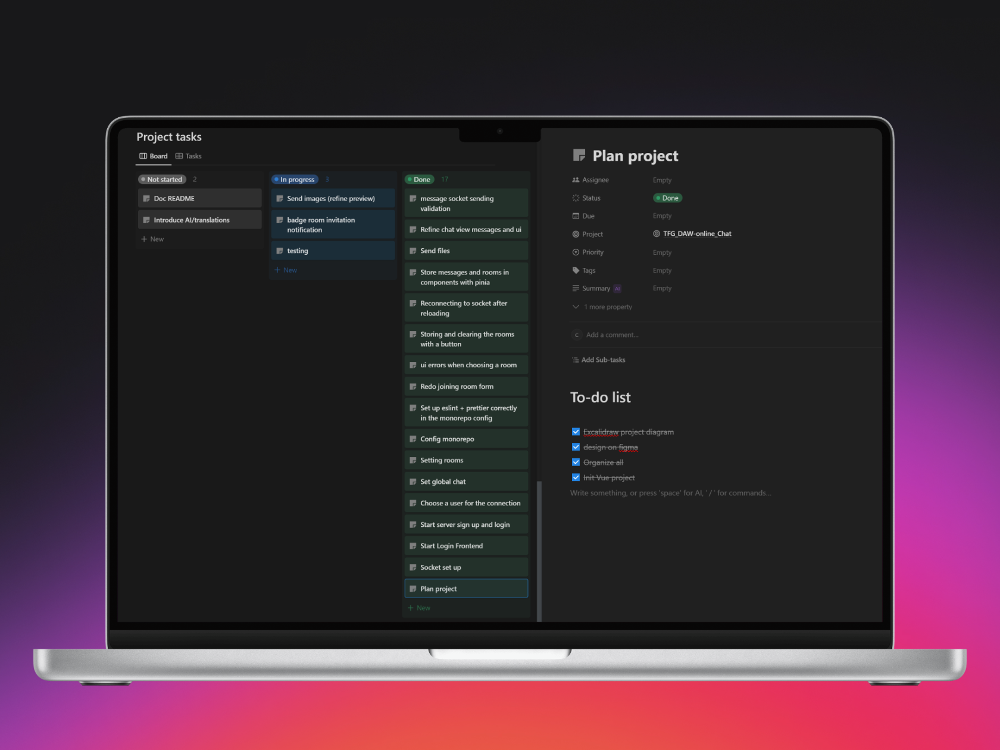 Project tasks
Board Tasks
Not started 2
Doc README
Introduce AI/translations
+ New
In progress 3
Send images (refine preview)
badge room invitation
notification
testing
+ New
Done 17
message socket sending
validation
Refine chat view messages and ui
Send files
Store messages and rooms in
components with pinia
Reconnecting to socket after
reloading
Storing and clearing the rooms
with a button
ui errors when choosing a room
Redo joining room form
Set up eslint + prettier correctly
in the monorepo config
Config monorepo
Setting rooms
Set global chat
Choose a user for the connection
Start server sign up and login
Start Login Frontend
Socket set up
Plan project
+ New
Plan project
Assignee Empty
Status Done
Due Empty
Project TFG_DAW-online_Chat
Priority Empty
Tags Empty
Summary AI Empty
1 more property
C Add a comment...
Add Sub-tasks
To-do list
Excalidraw project diagram
design on figma
Organize all
Init Vue project
Write something, or press 'space' for AI, '/' for commands...